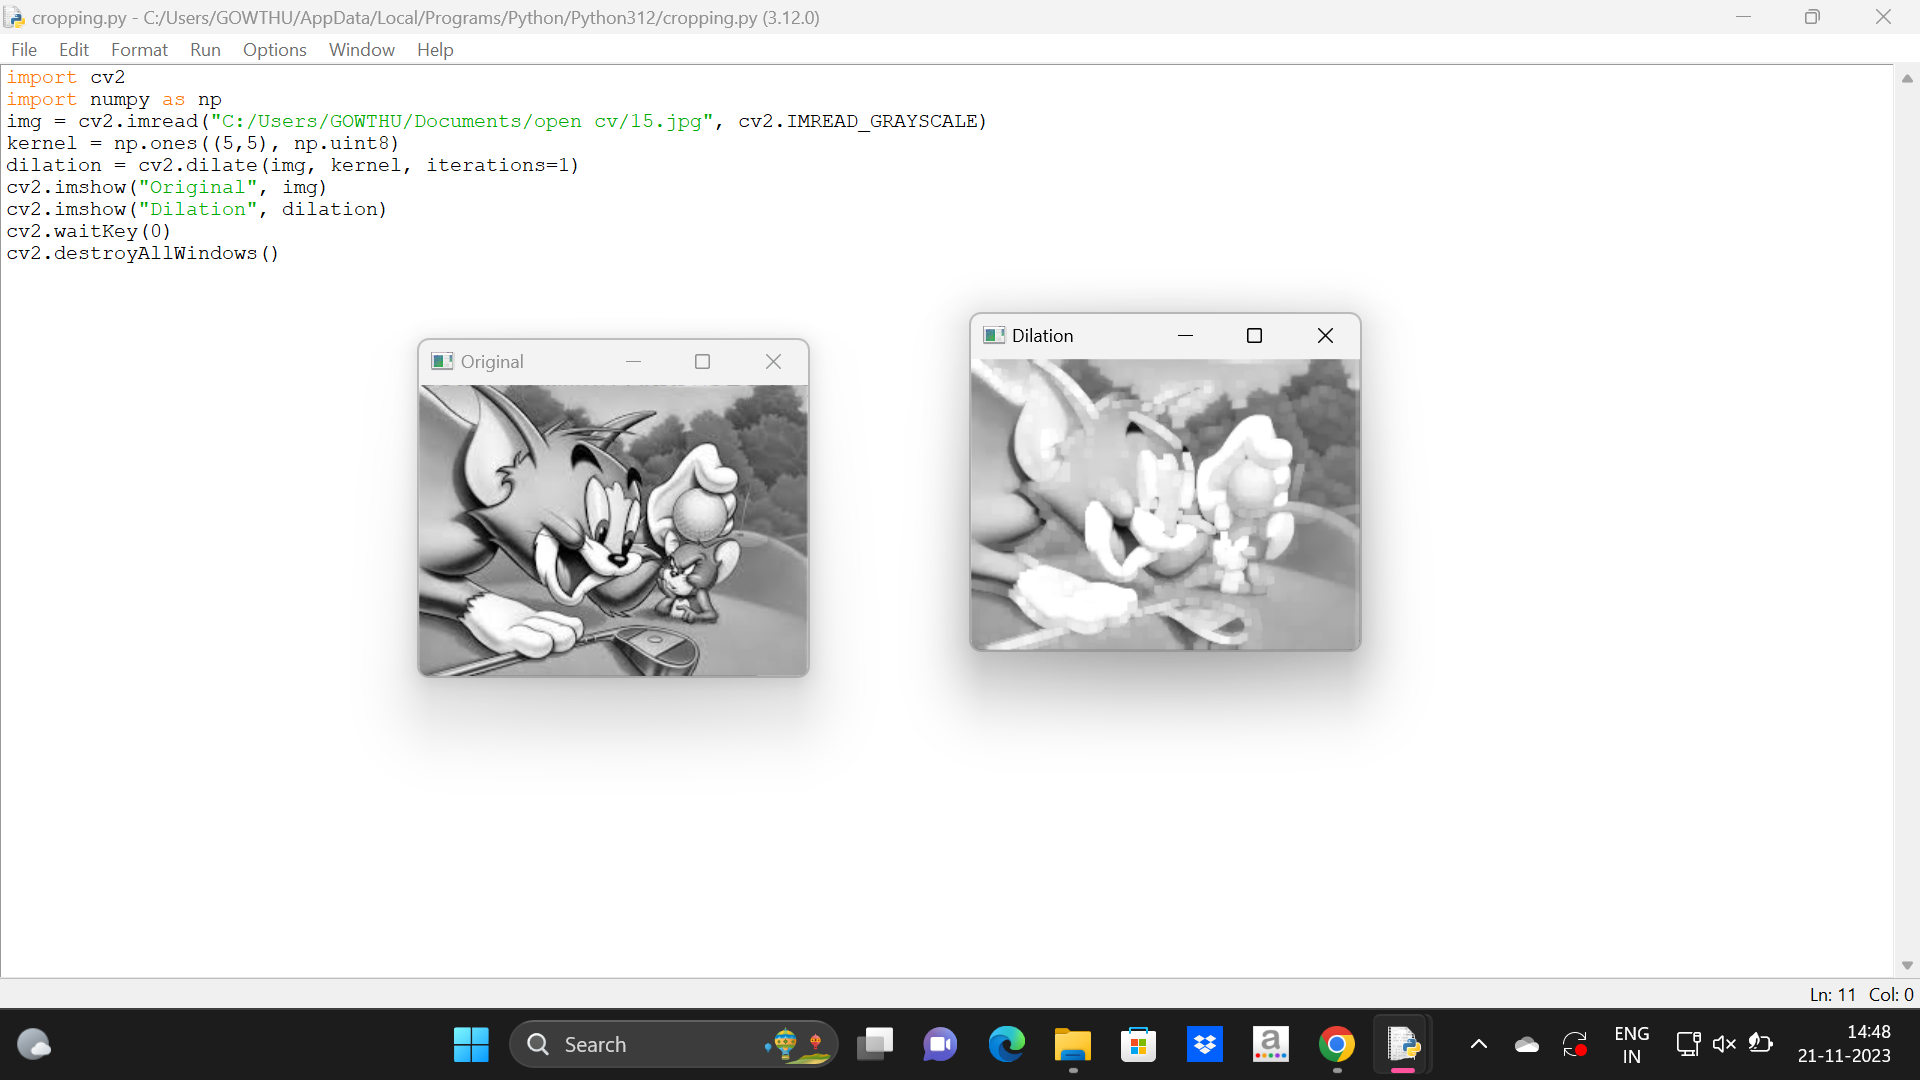 cropping.py - C:/Users/GOWTHU/AppData/Local/Programs/Python/Python312/cropping.py (3.12.0)
File Edit Format Run Options Window Help
import cv2
import numpy as np
img = cv2.imread("C:/Users/GOWTHU/Documents/open cv/15.jpg", cv2.IMREAD_GRAYSCALE)
kernel = np.ones((5,5), np.uint8)
dilation = cv2.dilate(img, kernel, iterations=1)
cv2.imshow("Original", img)
cv2.imshow("Dilation", dilation)
cv2.waitKey(0)
cv2.destroyAllWindows()
Original
Dilation
Ln: 11 Col: 0
Search
a
ENG
IN
14:48
21-11-2023